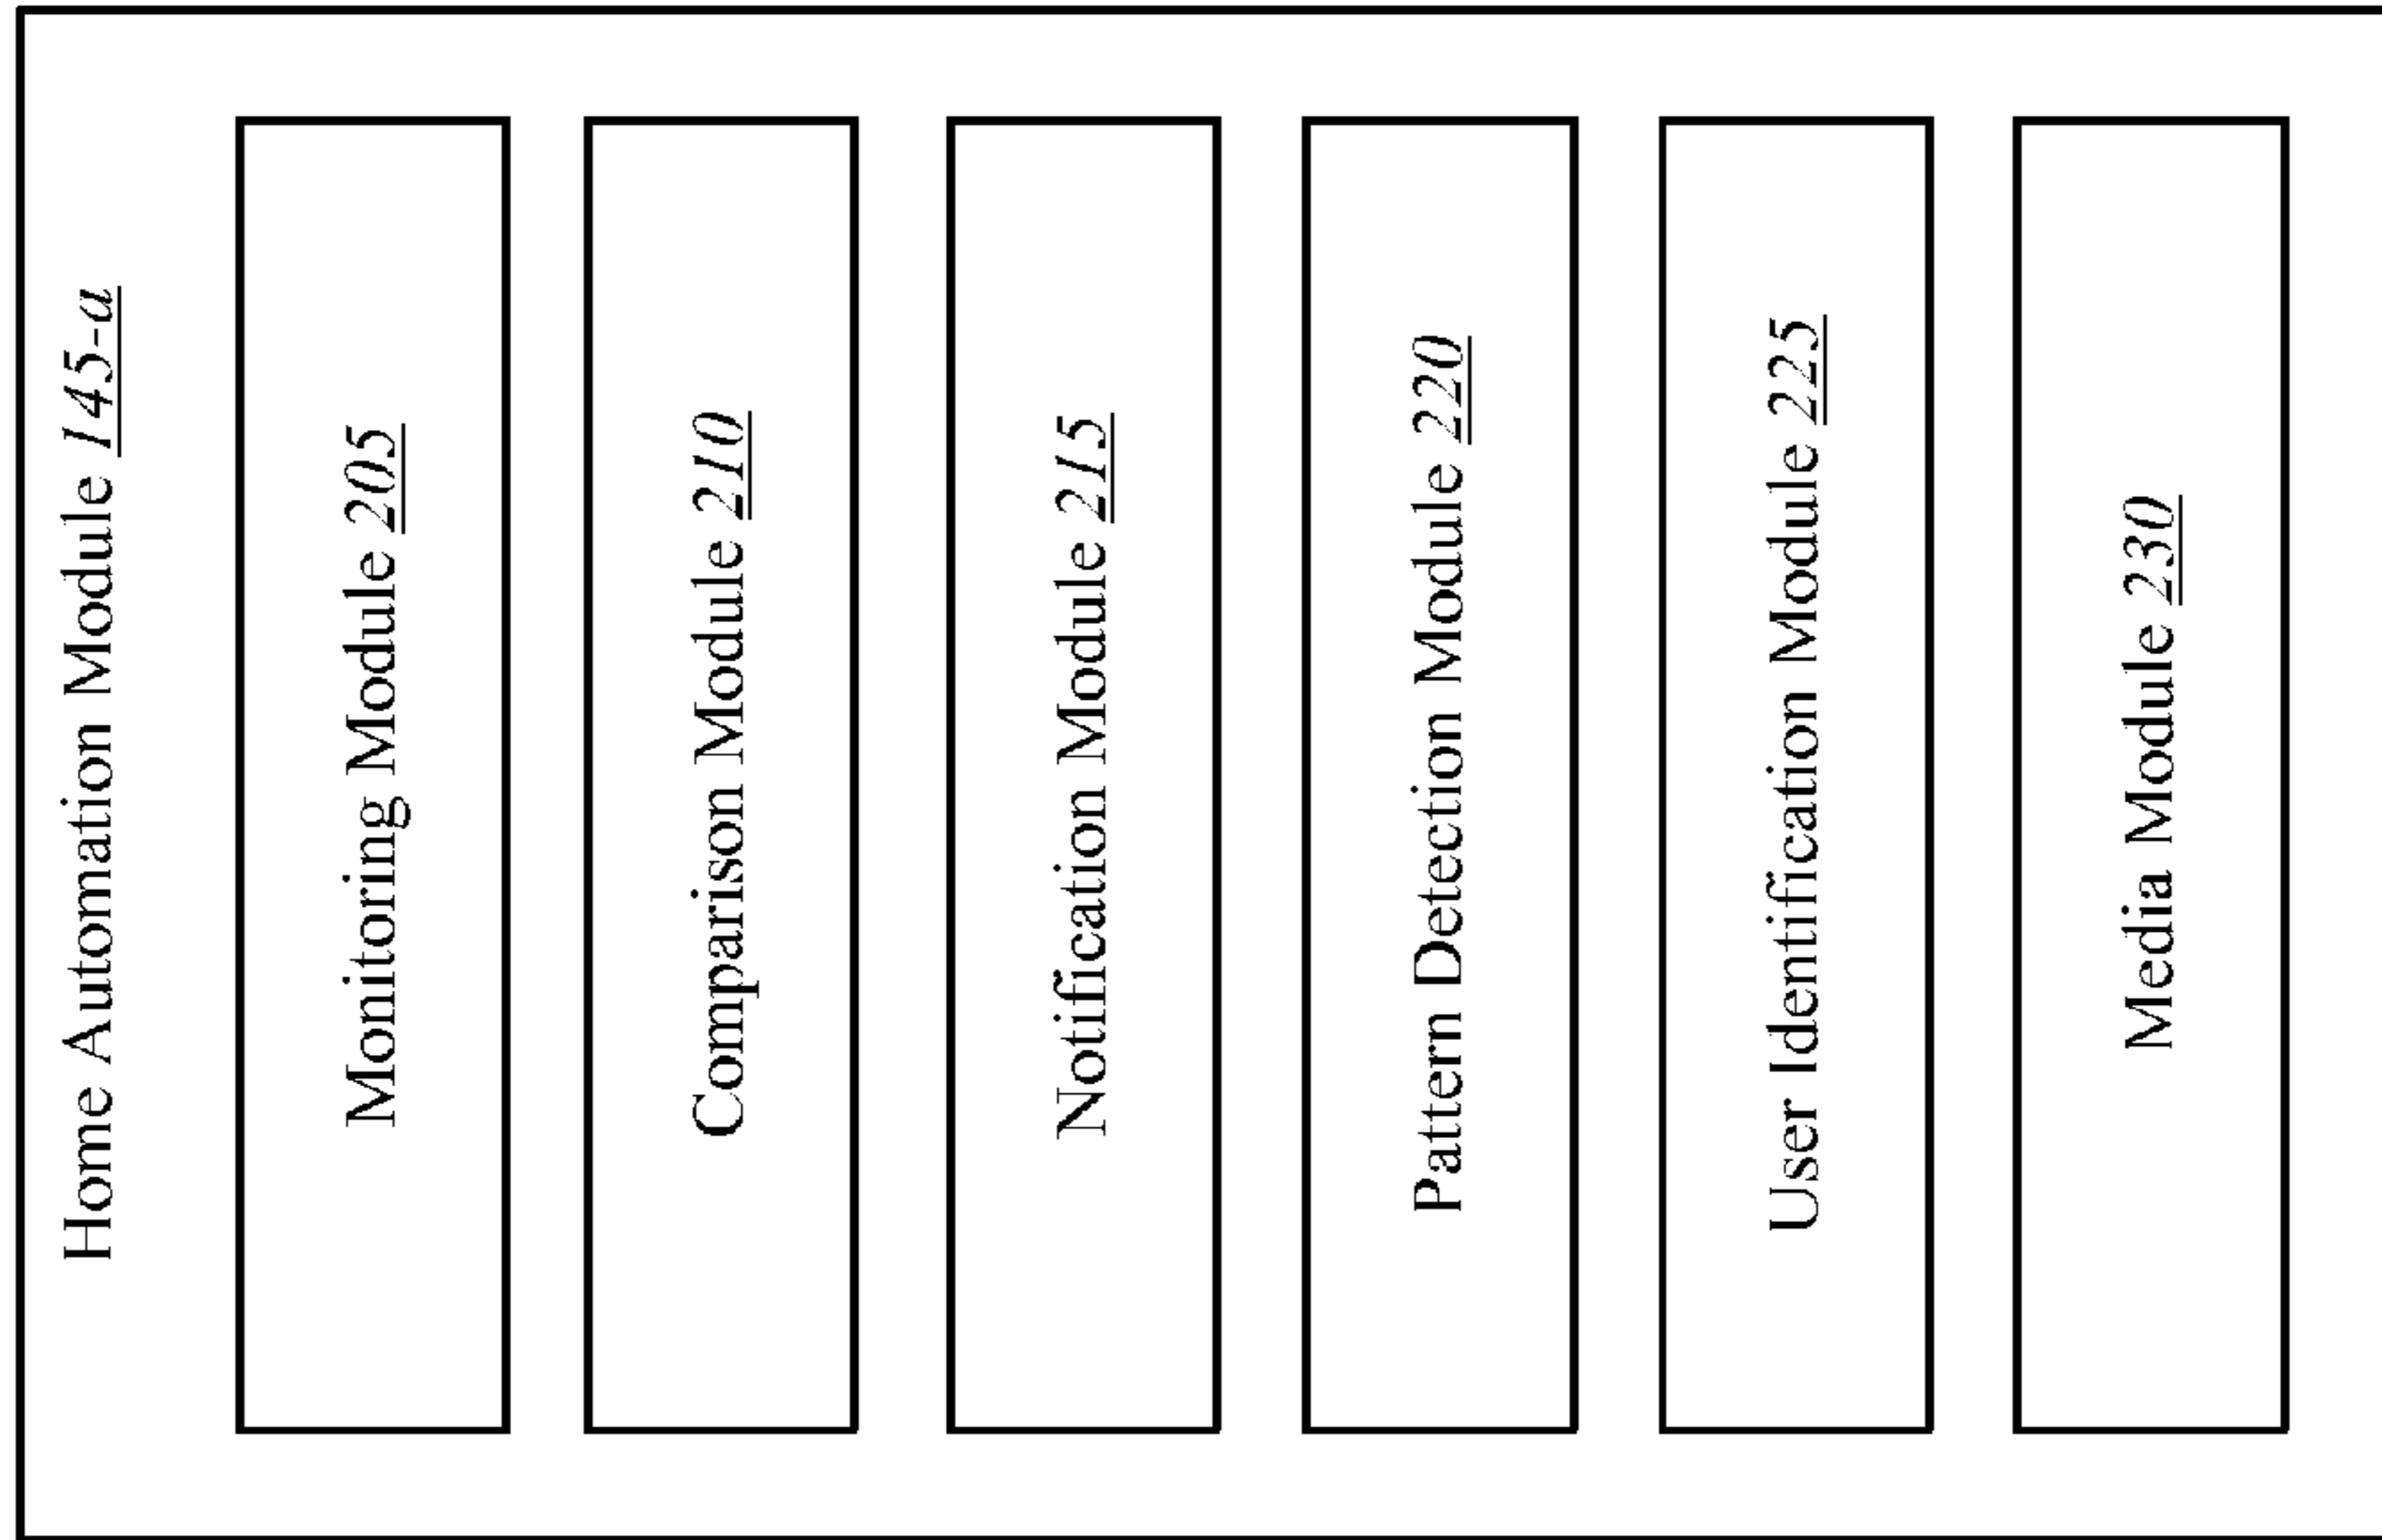 Home Automation Module 145-a
Monitoring Module 205
Comparison Module 210
Notification Module 215
Pattern Detection Module 220
User Identification Module 225
Media Module 230